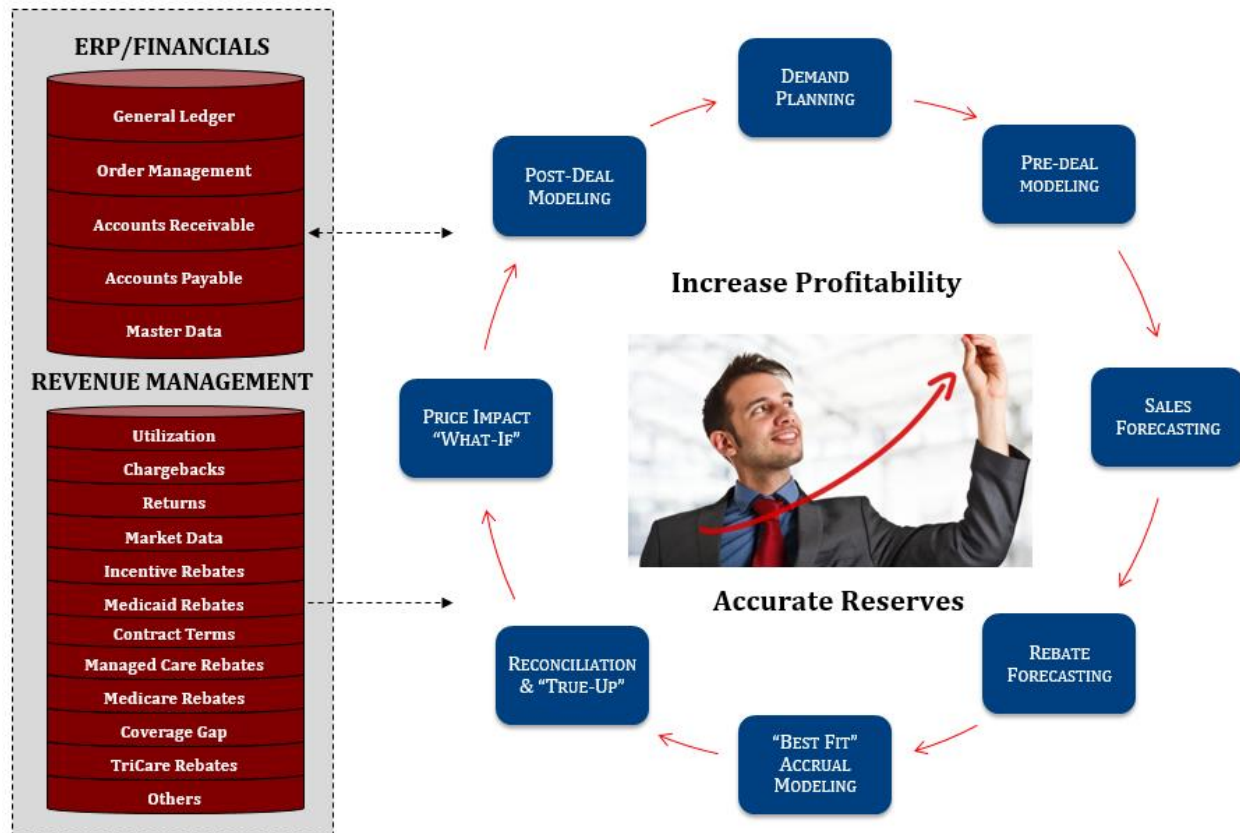 ERP/FINANCIALS
General Ledger
Order Management
Accounts Receivable
Accounts Payable
Master Data
REVENUE MANAGEMENT
Utilization
Chargebacks
Returns
Market Data
Incentive Rebates
Medicaid Rebates
Contract Terms
Managed Care Rebates
Medicare Rebates
Coverage Gap
TriCare Rebates
Others
DEMAND
PLANNING
PRE-DEAL
MODELING
SALES
FORECASTING
REBATE
FORECASTING
“BEST FIT”
ACCRUAL
MODELING
RECONCILIATION
& “TRUE-UP”
PRICE IMPACT
“WHAT-IF”
POST-DEAL
MODELING
Increase Profitability
Accurate Reserves